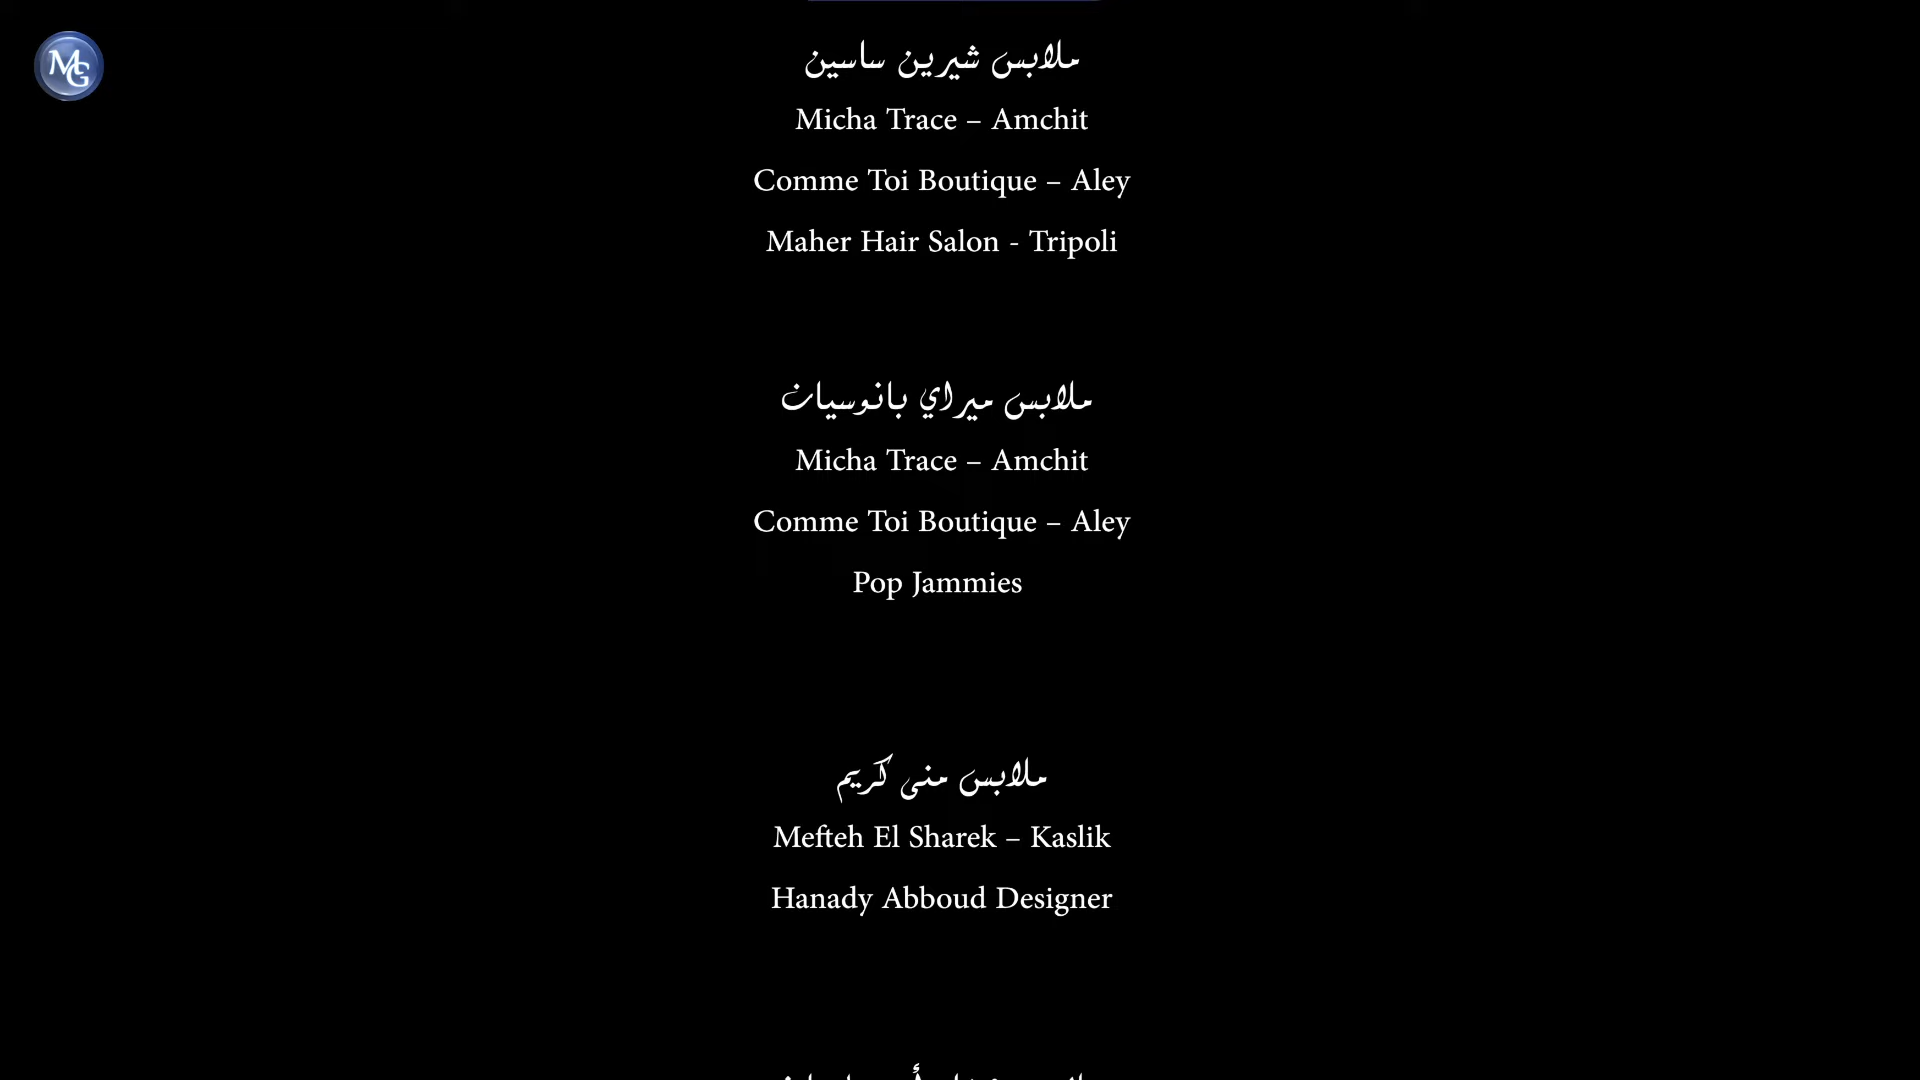 MG
ملابس شيرين ساسين
Micha Trace – Amchit
Comme Toi Boutique – Aley
Maher Hair Salon - Tripoli
ملابس ميراي بانوسيان
Micha Trace – Amchit
Comme Toi Boutique – Aley
Pop Jammies
ملابس منى كريم
Mefteh El Sharek – Kaslik
Hanady Abboud Designer